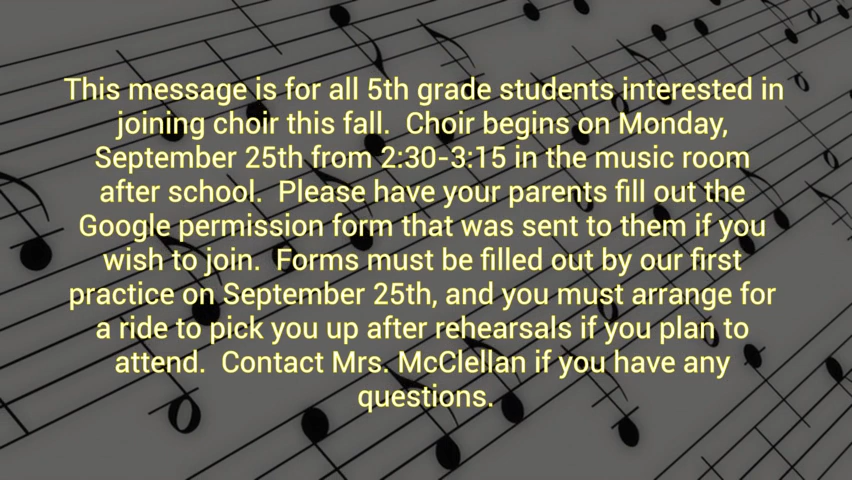 This message is for all 5th grade students interested in
joining choir this fall.  Choir begins on Monday,
September 25th from 2:30-3:15 in the music room
after school.  Please have your parents fill out the
Google permission form that was sent to them if you
wish to join.  Forms must be filled out by our first
practice on September 25th, and you must arrange for
a ride to pick you up after rehearsals if you plan to
attend.  Contact Mrs. McClellan if you have any
questions.